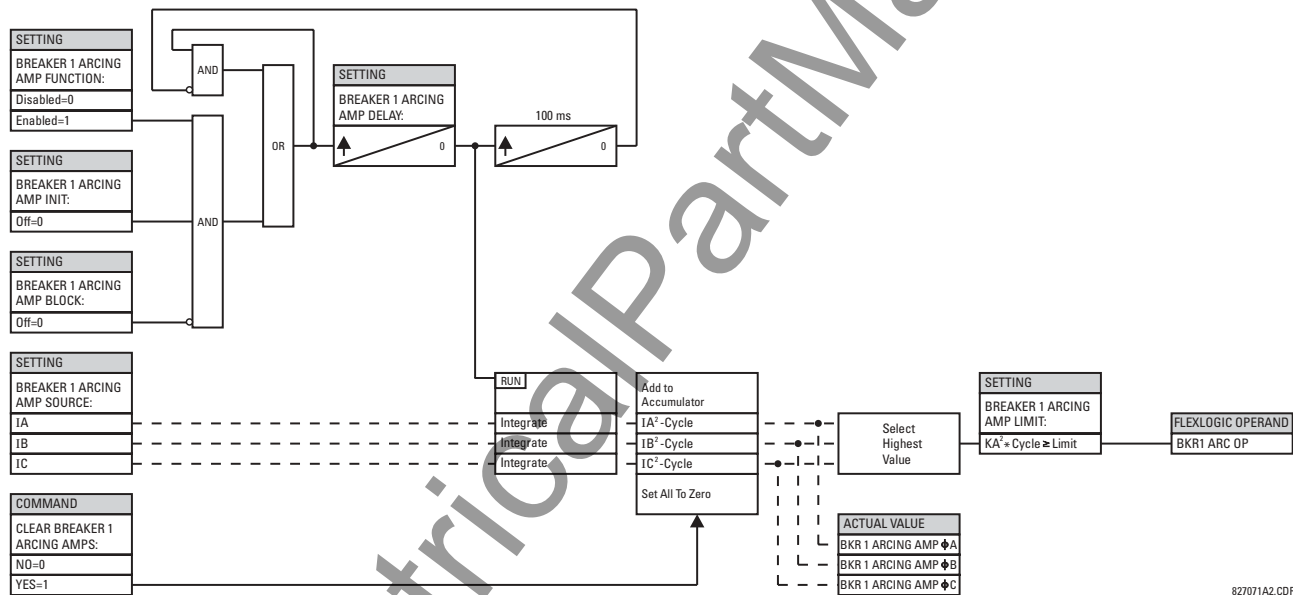 SETTING
BREAKER 1 ARCING
AMP FUNCTION:
Disabled=0
Enabled=1
SETTING
BREAKER 1 ARCING
AMP INIT:
Off=0
SETTING
BREAKER 1 ARCING
AMP BLOCK:
Off=0
SETTING
BREAKER 1 ARCING
AMP SOURCE:
IA
IB
IC
COMMAND
CLEAR BREAKER 1
ARCING AMPS:
NO=0
YES=1
AND
AND
OR
SETTING
BREAKER 1 ARCING
AMP DELAY:
0
100 ms
0
RUN
Integrate
Integrate
Integrate
Add to
Accumulator
IA²-Cycle
IB²-Cycle
IC²-Cycle
Set All To Zero
Select
Highest
Value
SETTING
BREAKER 1 ARCING
AMP LIMIT:
KA²*Cycle ≥ Limit
FLEXLOGIC OPERAND
BKR1 ARC OP
ACTUAL VALUE
BKR 1 ARCING AMP ϕA
BKR 1 ARCING AMP ϕB
BKR 1 ARCING AMP ϕC
827071A2.CDR
tricalPartMa